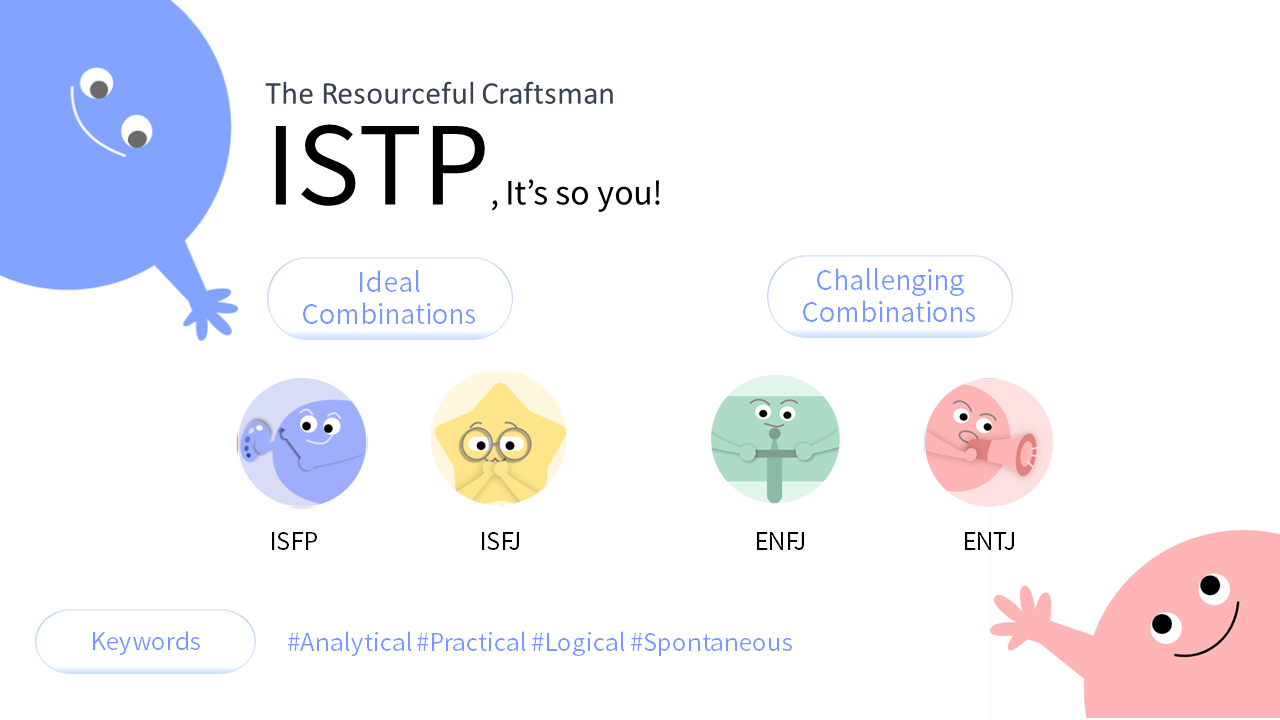 The Resourceful Craftsman
ISTP, It’s so you!
Ideal
Combinations
Challenging
Combinations
ISFP
ISFJ
ENFJ
ENTJ
Keywords
#Analytical #Practical #Logical #Spontaneous